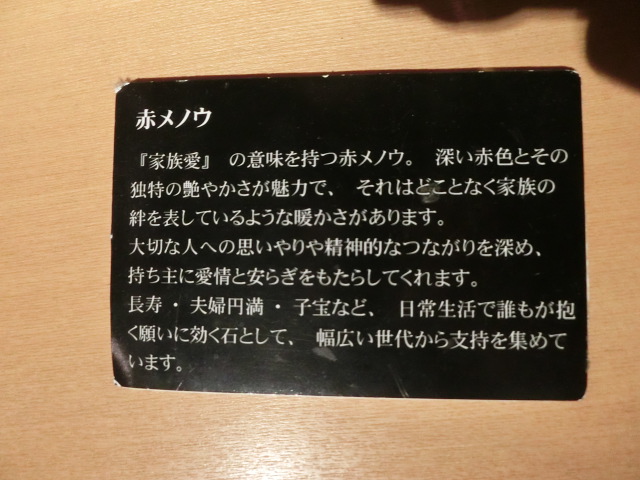 赤メノウ
『家族愛』 の意味を持つ赤メノウ。 深い赤色とその
独特の艶やかさが魅力で、 それはどことなく家族の
絆を表しているような暖かさがあります。
大切な人への思いやりや精神的なつながりを深め、
持ち主に愛情と安らぎをもたらしてくれます。
長寿・夫婦円満・子宝など、 日常生活で誰もが抱
く願いに効く石として、 幅広い世代から支持を集めて
います。